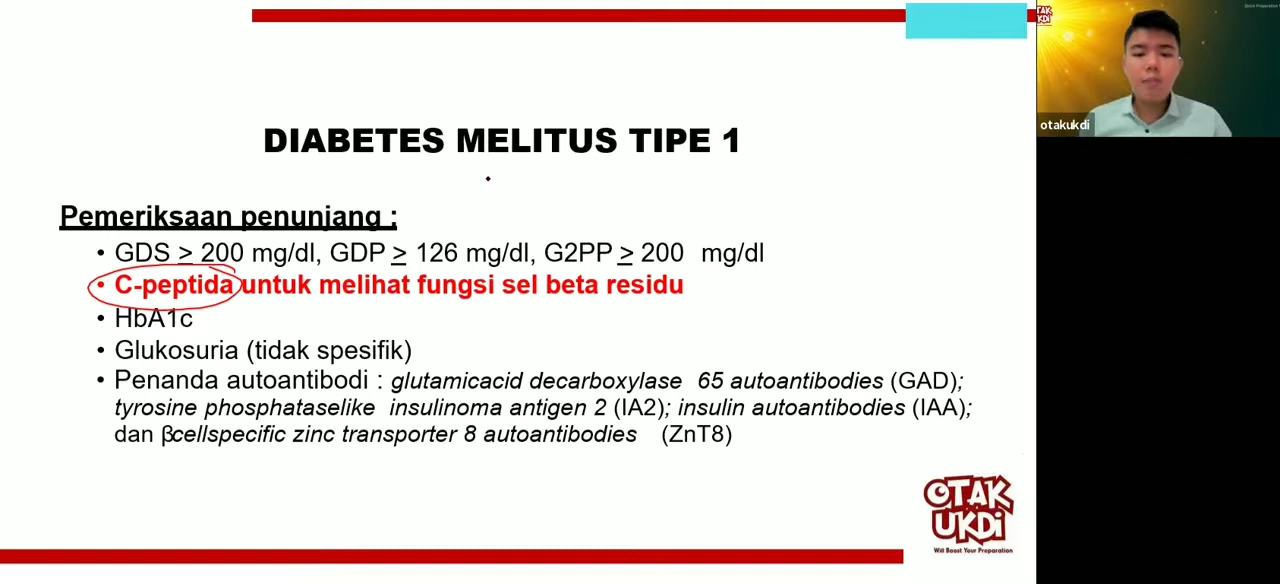 DIABETES MELITUS TIPE 1
Pemeriksaan penunjang :
• GDS ≥ 200 mg/dl, GDP ≥ 126 mg/dl, G2PP ≥ 200 mg/dl
• C-peptida untuk melihat fungsi sel beta residu
• HbA1c
• Glukosuria (tidak spesifik)
• Penanda autoantibodi : glutamicacid decarboxylase 65 autoantibodies (GAD);
tyrosine phosphataselike insulinoma antigen 2 (IA2); insulin autoantibodies (IAA);
dan βcellspecific zinc transporter 8 autoantibodies (ZnT8)
OTAK
UKDI
Will Boost Your Preparation
TAK
UKDI
otakukdi